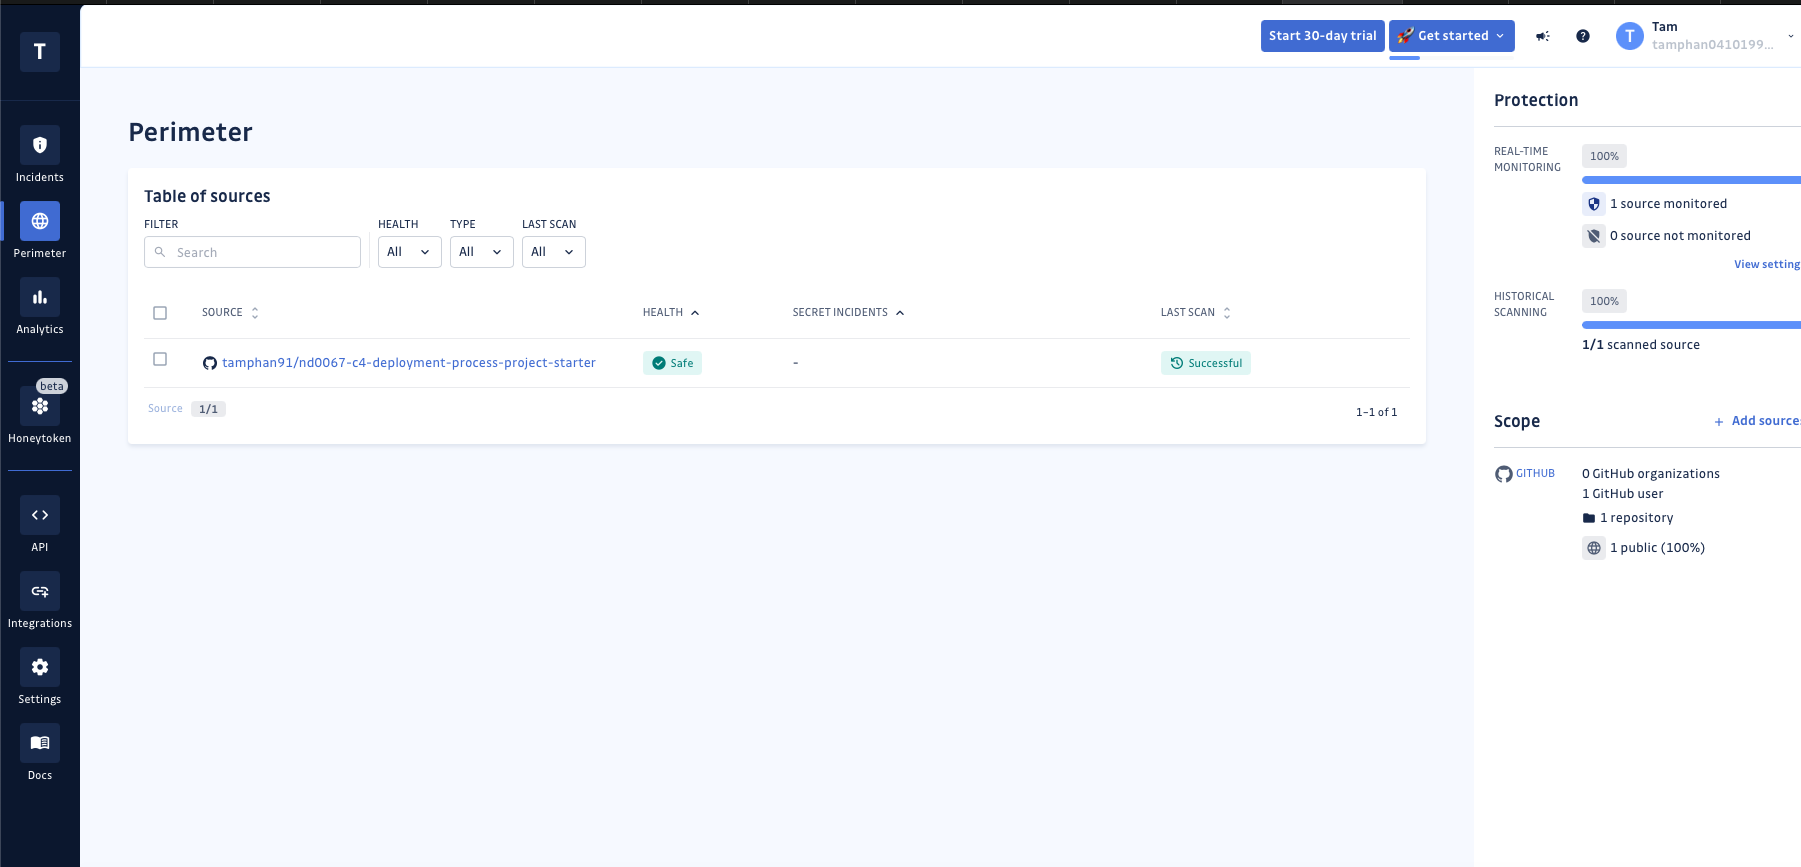 T
Incidents
Perimeter
Analytics
beta
Honeytoken
API
Integrations
Settings
Docs
Start 30-day trial
🚀 Get started
T
Tam
tamphan0410199...
Perimeter
Table of sources
FILTER
HEALTH
TYPE
LAST SCAN
Search
All
All
All
SOURCE
HEALTH
SECRET INCIDENTS
LAST SCAN
tamphan91/nd0067-c4-deployment-process-project-starter
Safe
-
Successful
Source 1/1
1-1 of 1
Protection
REAL-TIME
MONITORING
100%
1 source monitored
0 source not monitored
View setting
HISTORICAL
SCANNING
100%
1/1 scanned source
Scope
+ Add sources
GITHUB
0 GitHub organizations
1 GitHub user
1 repository
1 public (100%)